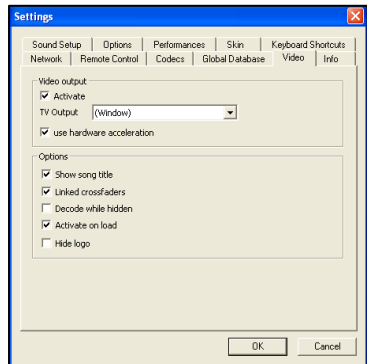 Settings
Sound Setup Options Performances Skin Keyboard Shortcuts
Network Remote Control Codecs Global Database Video Info
Video output
Activate
TV Output (Window)
use hardware acceleration
Options
Show song title
Linked crossfaders
Decode while hidden
Activate on load
Hide logo
OK Cancel